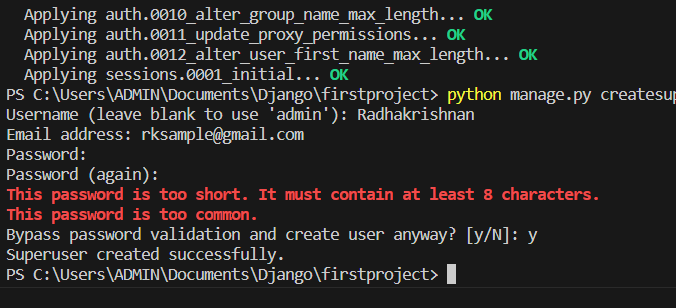 Applying auth.0010_alter_group_name_max_length... OK
Applying auth.0011_update_proxy_permissions... OK
Applying auth.0012_alter_user_first_name_max_length... OK
Applying sessions.0001_initial... OK
PS C:\Users\ADMIN\Documents\Django\firstproject> python manage.py createsup
Username (leave blank to use 'admin'): Radhakrishnan
Email address: rksample@gmail.com
Password:
Password (again):
This password is too short. It must contain at least 8 characters.
This password is too common.
Bypass password validation and create user anyway? [y/N]: y
Superuser created successfully.
PS C:\Users\ADMIN\Documents\Django\firstproject>